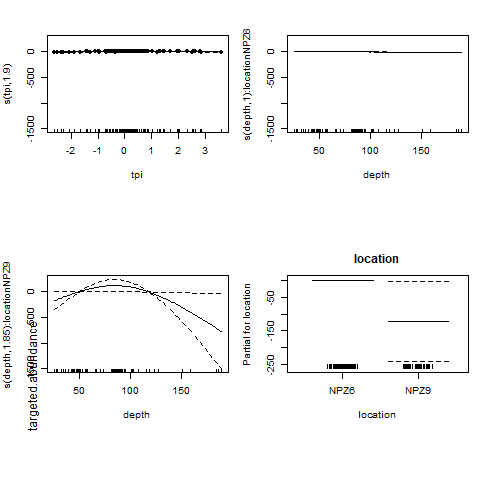 s(tpi,1.9)
0
-500
-1500
-2
-1
0
1
2
3
tpi
s(depth,1):locationNPZ6
0
-500
-1500
50
100
150
depth
s(depth,1.85):locationNPZ9
targeted.abundance
0
-500
-1500
50
100
150
depth
location
Partial for location
-50
-150
-250
NPZ6
NPZ9
location